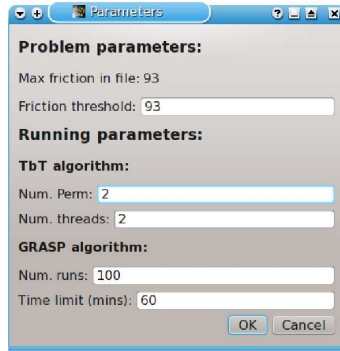 Parameters
Problem parameters:
Max friction in file: 93
Friction threshold: 93
Running parameters:
TbT algorithm:
Num. Perm: 2
Num. threads: 2
GRASP algorithm:
Num. runs: 100
Time limit (mins): 60
OK Cancel